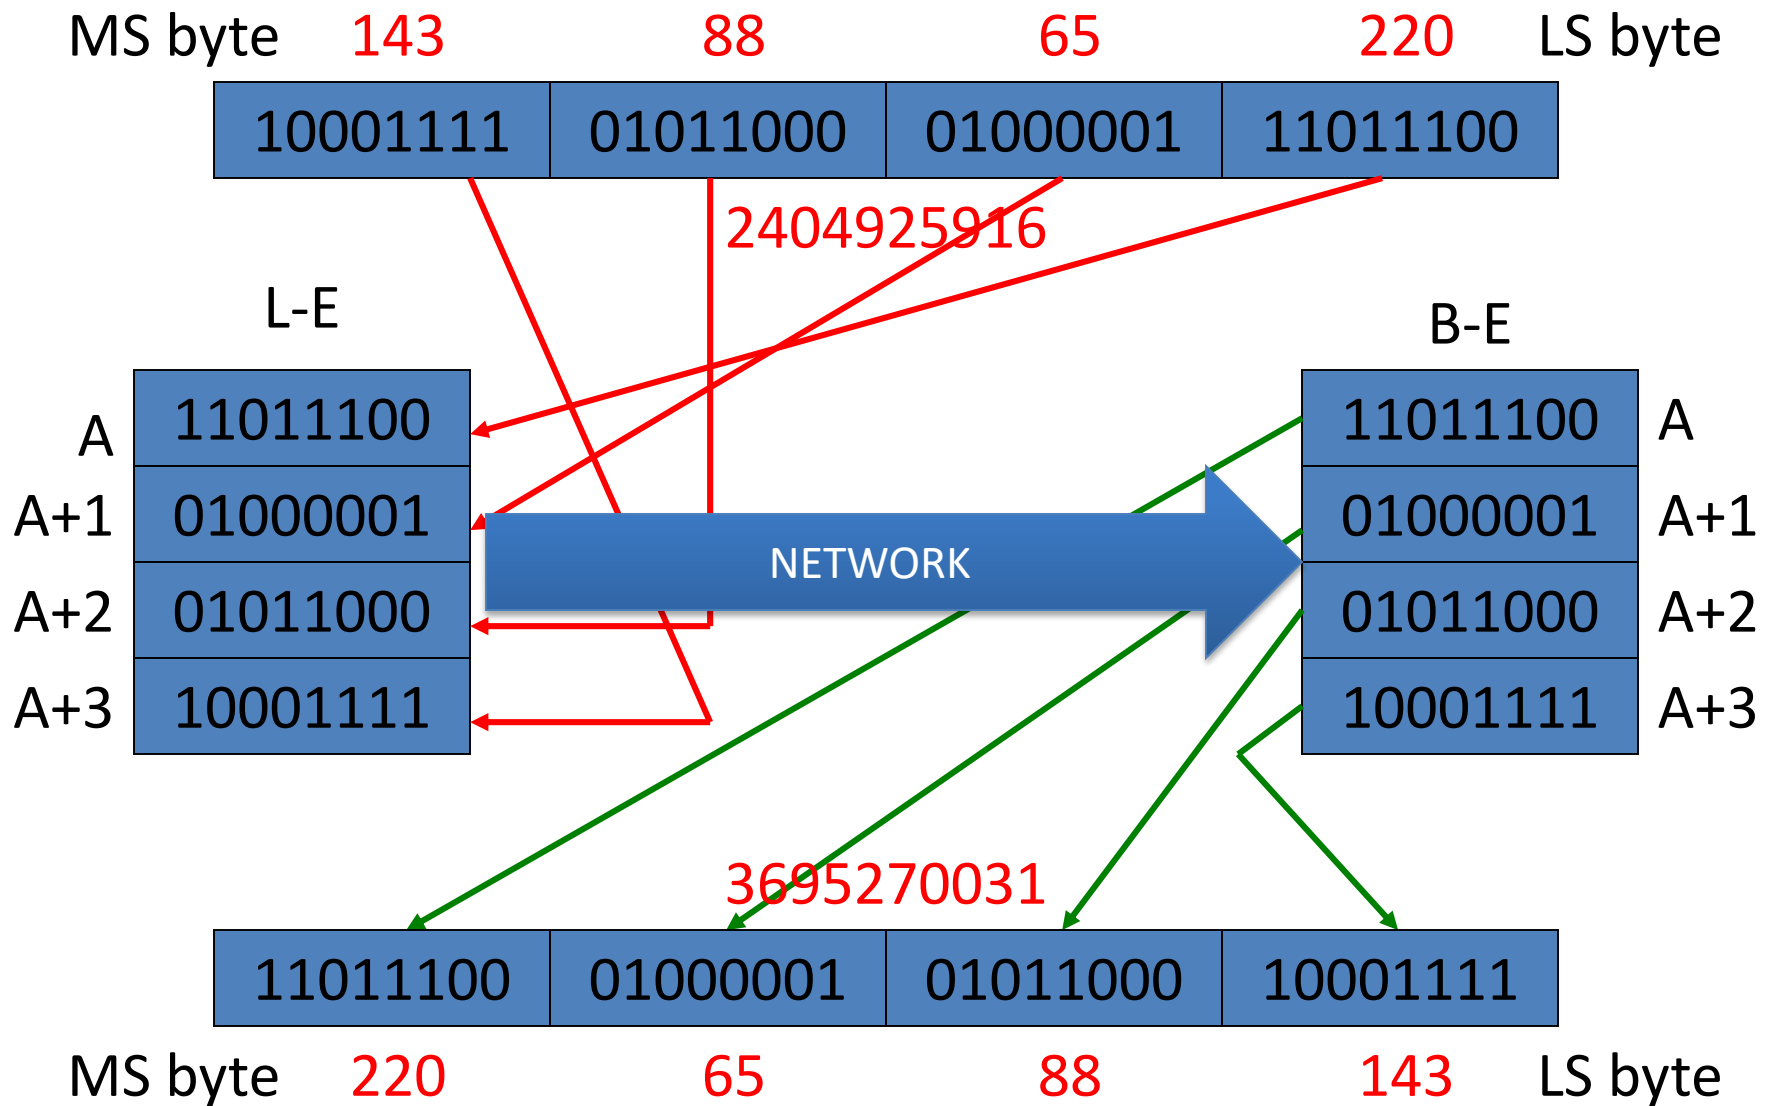 MS byte 143 88 65 220 LS byte
10001111 01011000 01000001 11011100
2404925916
L-E
B-E
A 11011100
11011100 A
A+1 01000001
01000001 A+1
NETWORK
A+2 01011000
01011000 A+2
A+3 10001111
10001111 A+3
3695270031
11011100 01000001 01011000 10001111
MS byte 220 65 88 143 LS byte